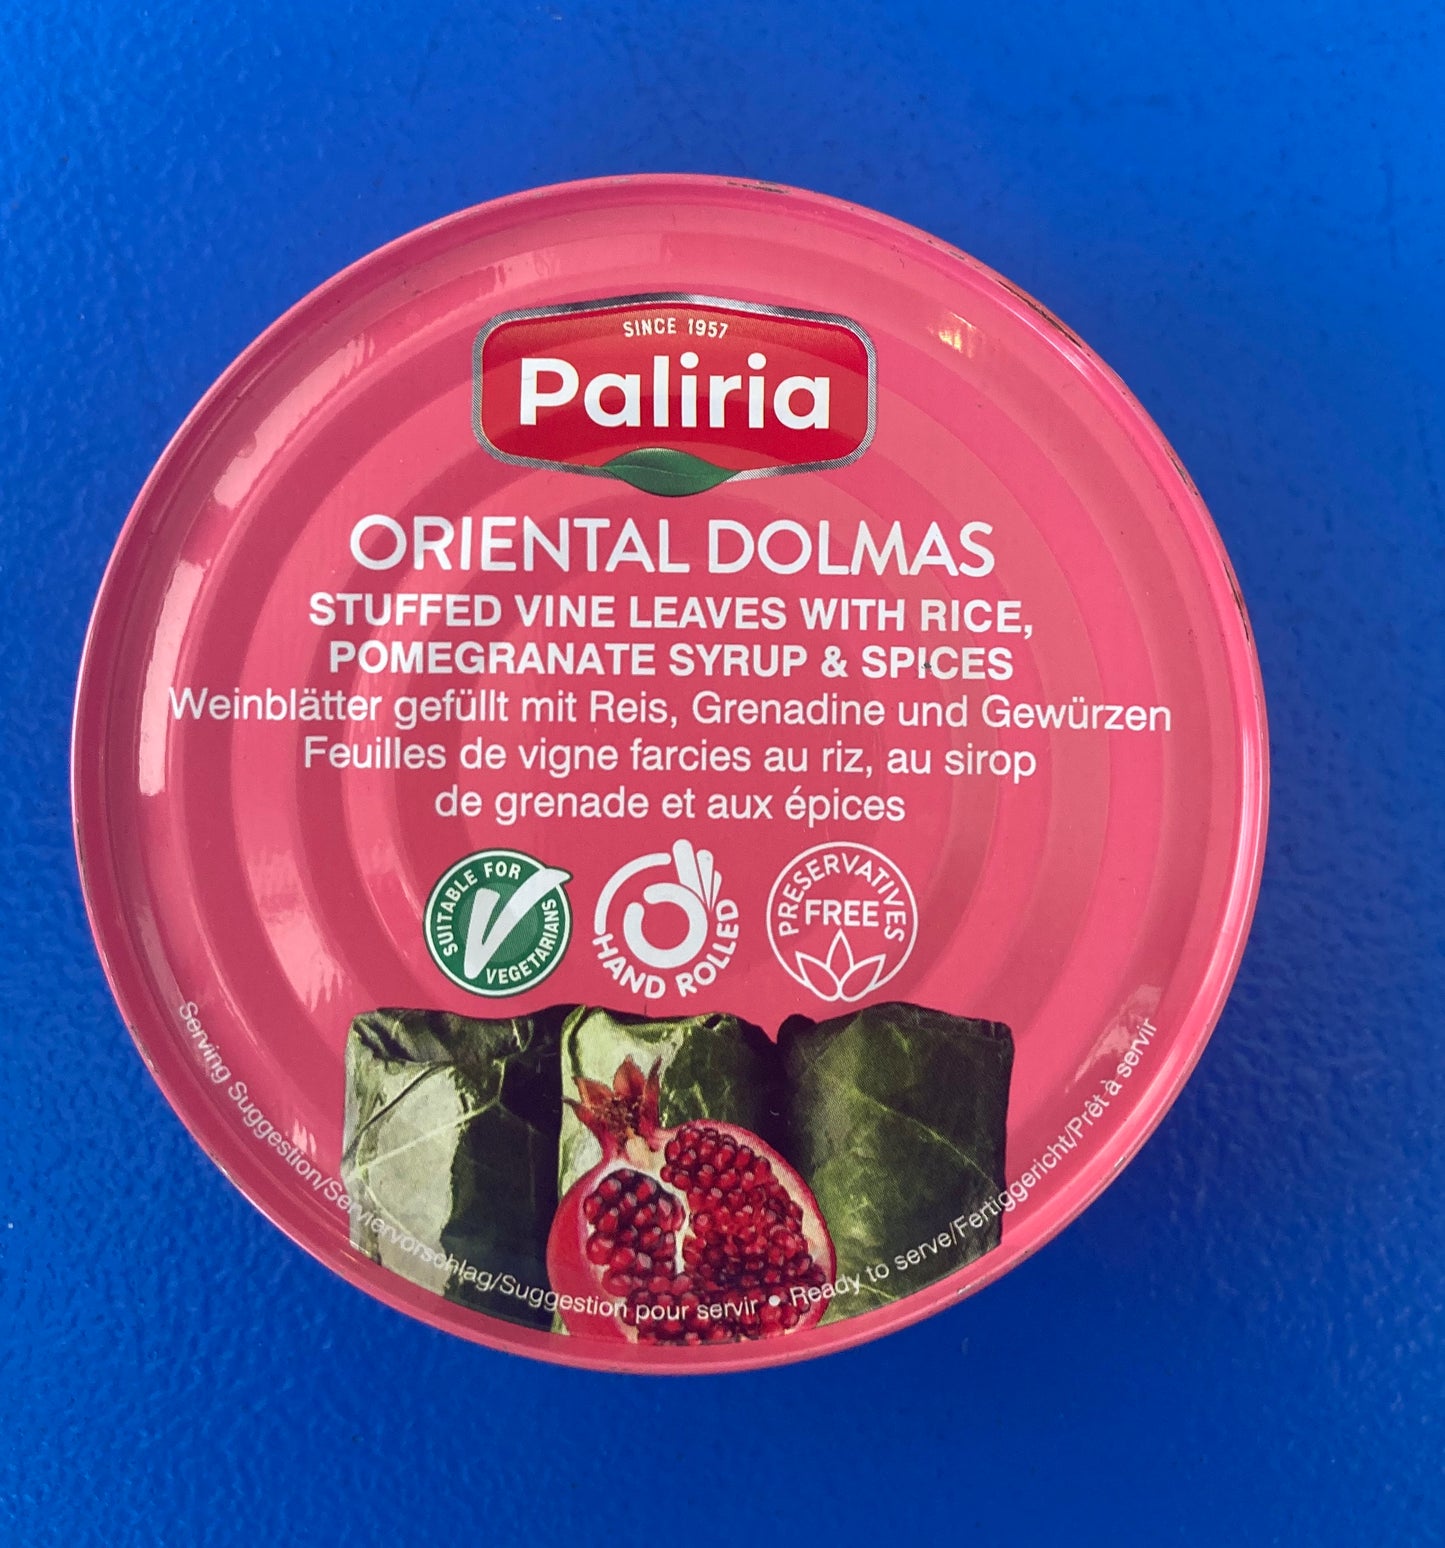 SINCE 1957
Paliria
ORIENTAL DOLMAS
STUFFED VINE LEAVES WITH RICE,
POMEGRANATE SYRUP & SPICES
Weinblätter gefüllt mit Reis, Grenadine und Gewürzen
Feuilles de vigne farcies au riz, au sirop
de grenade et aux épices
SUITABLE FOR VEGETARIANS
HAND ROLLED
PRESERVATIVES FREE
Serving Suggestion/Serviervorschlag/Suggestion pour servir • Ready to serve/Fertiggericht/Prêt à servir